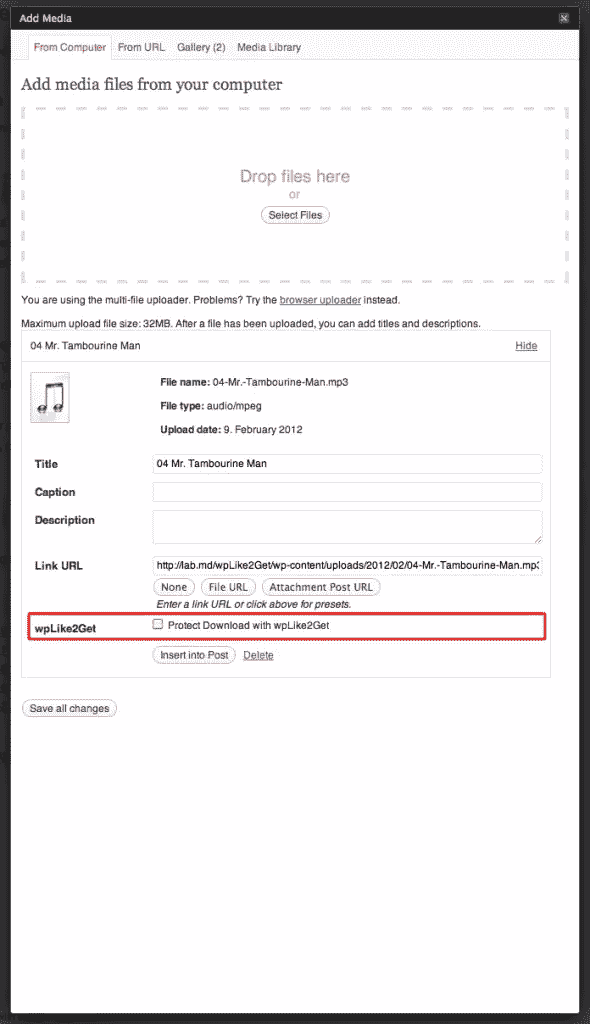 Add Media
From Computer From URL Gallery (2) Media Library
Add media files from your computer
Drop files here
or
Select Files
You are using the multi-file uploader. Problems? Try the browser uploader instead.
Maximum upload file size: 32MB. After a file has been uploaded, you can add titles and descriptions.
04 Mr. Tambourine Man Hide
File name: 04-Mr.-Tambourine-Man.mp3
File type: audio/mpeg
Upload date: 9. February 2012
Title 04 Mr. Tambourine Man
Caption
Description
Link URL http://lab.md/wpLike2Get/wp-content/uploads/2012/02/04-Mr.-Tambourine-Man.mp3
None File URL Attachment Post URL
Enter a link URL or click above for presets.
wpLike2Get Protect Download with wpLike2Get
Insert into Post Delete
Save all changes